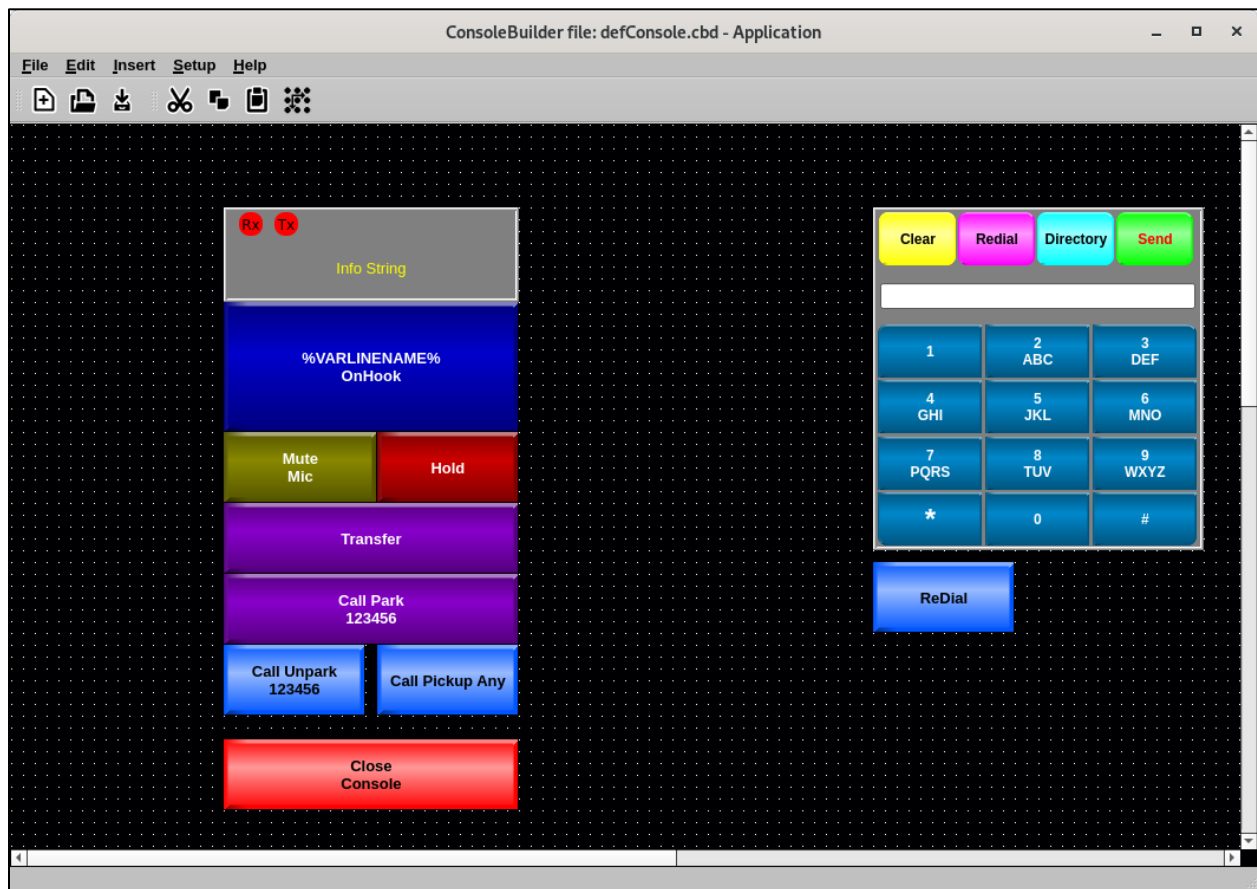 ConsoleBuilder file: defConsole.cbd - Application
File Edit Insert Setup Help
Rx Tx
Info String
%VARLINENAME%
OnHook
Mute
Mic
Hold
Transfer
Call Park
123456
Call Unpark
123456
Call Pickup Any
Close
Console
Clear Redial Directory Send
1
2
ABC
3
DEF
4
GHI
5
JKL
6
MNO
7
PQRS
8
TUV
9
WXYZ
*
0
#
ReDial